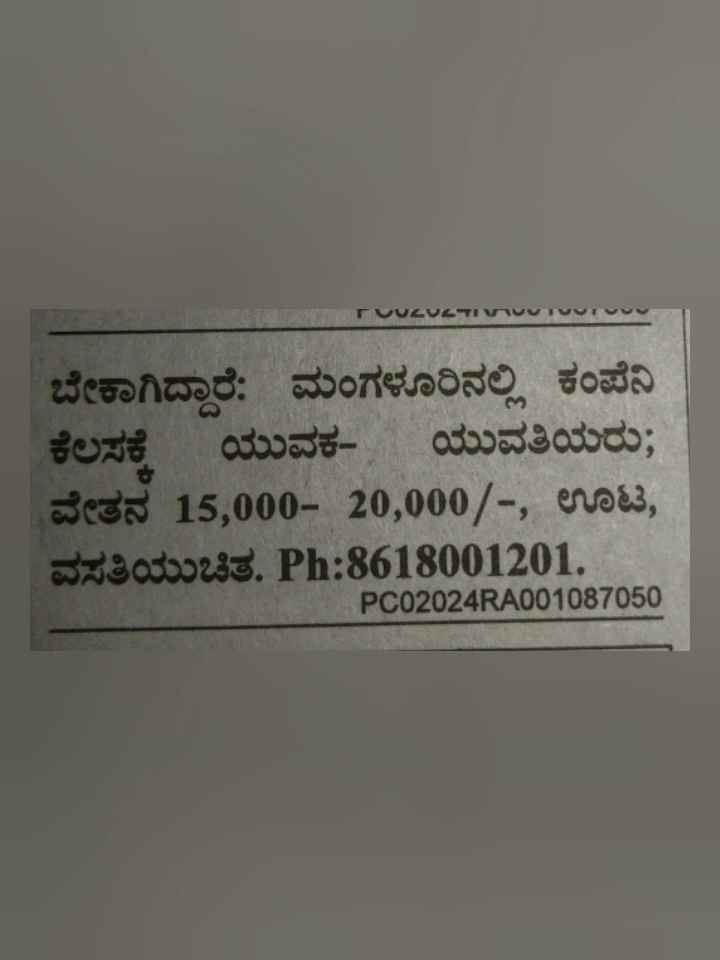 ಬೇಕಾಗಿದ್ದಾರೆ: ಮಂಗಳೂರಿನಲ್ಲಿ ಕಂಪೆನಿ
ಕೆಲಸಕ್ಕೆ ಯುವಕ- ಯುವತಿಯರು;
ವೇತನ 15,000- 20,000/-, ಊಟ,
ವಸತಿಯುಚಿತ. Ph:8618001201.
PC02024RA001087050